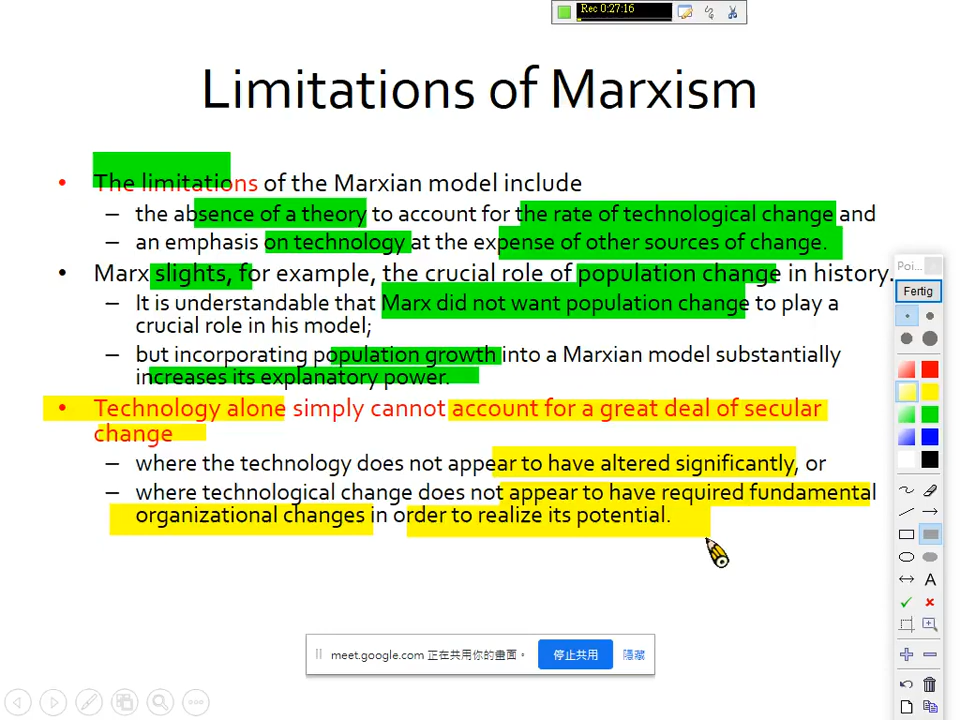 Rec 0:27:16
Limitations of Marxism
• The limitations of the Marxian model include
– the absence of a theory to account for the rate of technological change and
– an emphasis on technology at the expense of other sources of change.
• Marx slights, for example, the crucial role of population change in history.
– It is understandable that Marx did not want population change to play a
crucial role in his model;
– but incorporating population growth into a Marxian model substantially
increases its explanatory power.
• Technology alone simply cannot account for a great deal of secular
change
– where the technology does not appear to have altered significantly, or
– where technological change does not appear to have required fundamental
organizational changes in order to realize its potential.
Poi...
Fertig
A
meet.google.com 正在共用你的畫面。 停止共用 隱藏